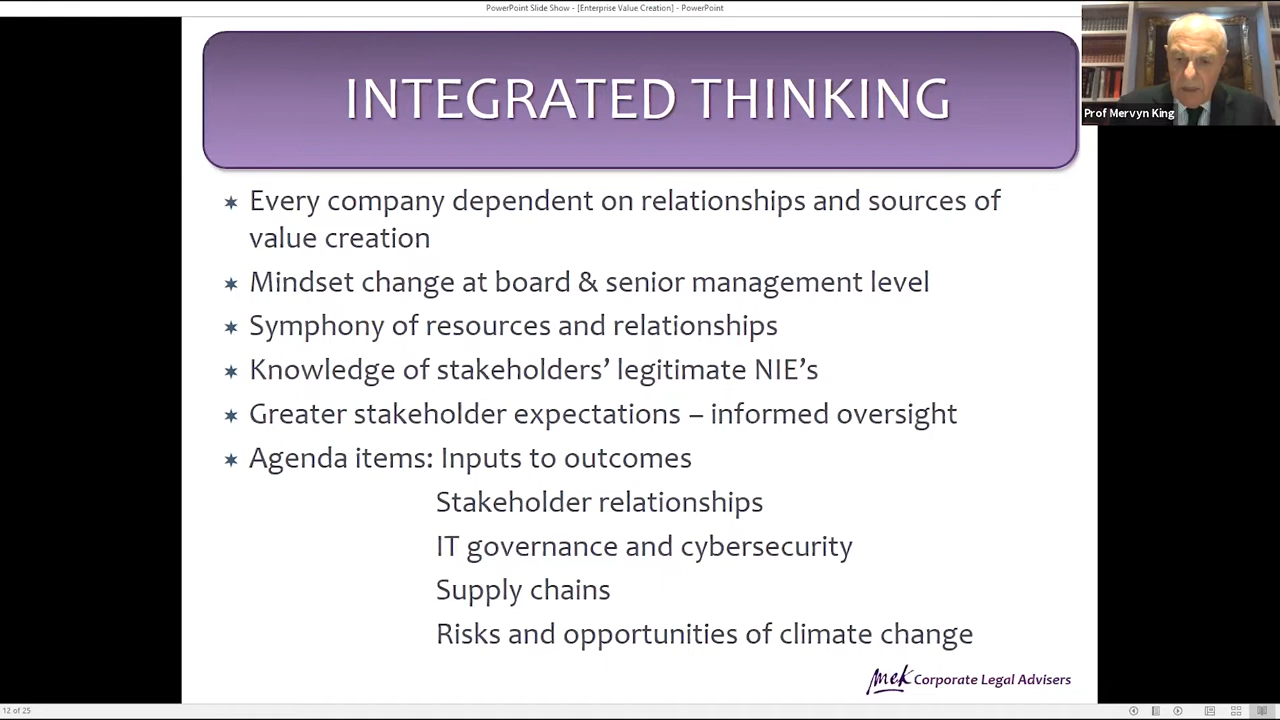 PowerPoint Slide Show - [Enterprise Value Creation] - PowerPoint
INTEGRATED THINKING
Prof Mervyn King
Every company dependent on relationships and sources of
value creation
Mindset change at board & senior management level
Symphony of resources and relationships
Knowledge of stakeholders’ legitimate NIE’s
Greater stakeholder expectations – informed oversight
Agenda items: Inputs to outcomes
Stakeholder relationships
IT governance and cybersecurity
Supply chains
Risks and opportunities of climate change
mek Corporate Legal Advisers
12 of 25